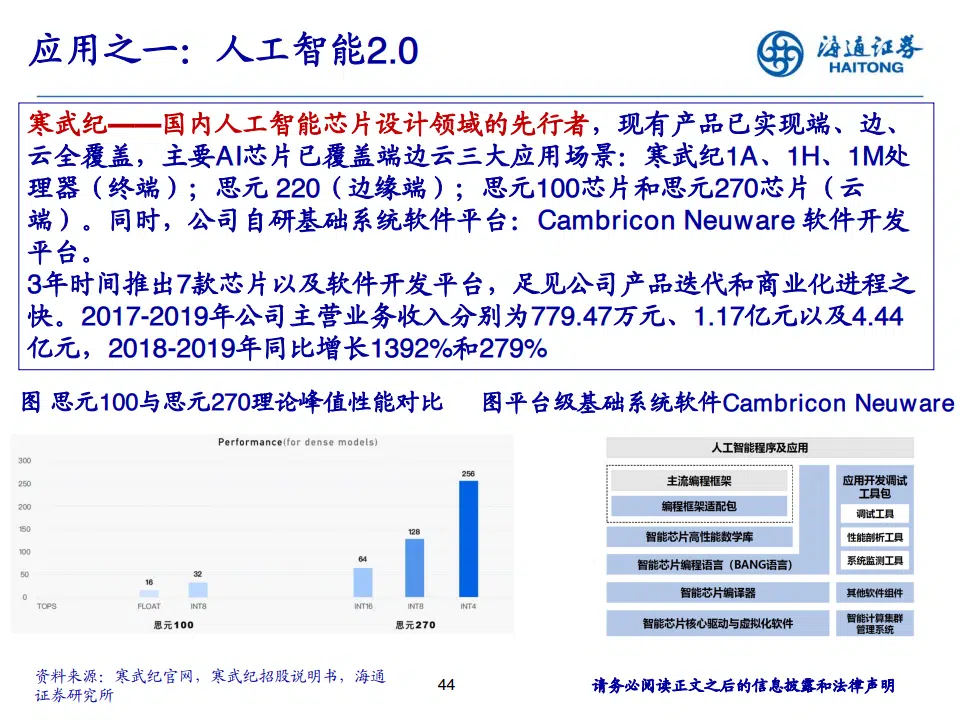 应用之一：人工智能2.0
海通证券
HAITONG
寒武纪——国内人工智能芯片设计领域的先行者，现有产品已实现端、边、
云全覆盖，主要AI芯片已覆盖端边云三大应用场景：寒武纪1A、1H、1M处
理器（终端）；思元 220（边缘端）；思元100芯片和思元270芯片（云
端）。同时，公司自研基础系统软件平台：Cambricon Neuware 软件开发
平台。
3年时间推出7款芯片以及软件开发平台，足见公司产品迭代和商业化进程之
快。2017-2019年公司主营业务收入分别为779.47万元、1.17亿元以及4.44
亿元，2018-2019年同比增长1392%和279%
图 思元100与思元270理论峰值性能对比
Performance(for dense models)
300
250
200
150
100
50
0
16
32
64
128
256
TOPS
FLOAT
INT8
INT16
INT8
INT4
思元100
思元270
图平台级基础系统软件Cambricon Neuware
人工智能程序及应用
主流编程框架
编程框架适配包
智能芯片高性能数学库
智能芯片编程语言（BANG语言）
智能芯片编译器
智能芯片核心驱动与虚拟化软件
应用开发调试
工具包
调试工具
性能剖析工具
系统监测工具
其他软件组件
智能计算集群
管理系统
资料来源：寒武纪官网，寒武纪招股说明书，海通
证券研究所
44
请务必阅读正文之后的信息披露和法律声明